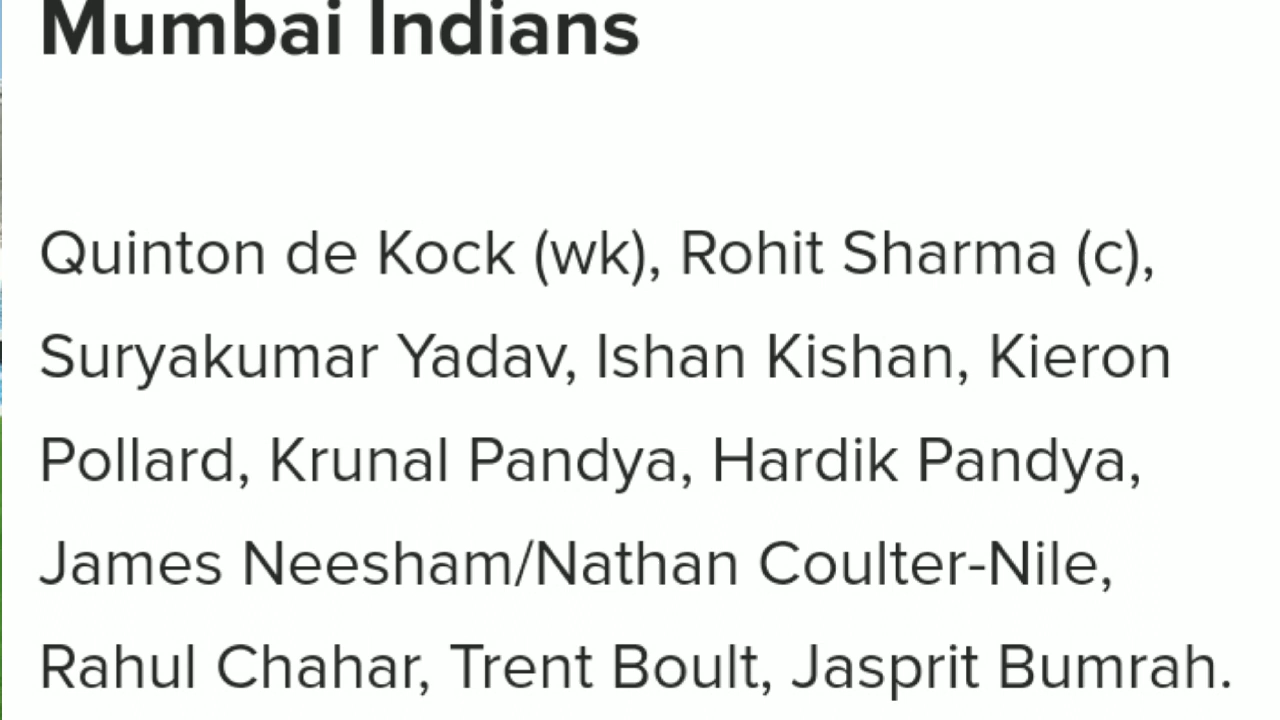 Mumbai Indians
Quinton de Kock (wk), Rohit Sharma (c),
Suryakumar Yadav, Ishan Kishan, Kieron
Pollard, Krunal Pandya, Hardik Pandya,
James Neesham/Nathan Coulter-Nile,
Rahul Chahar, Trent Boult, Jasprit Bumrah.